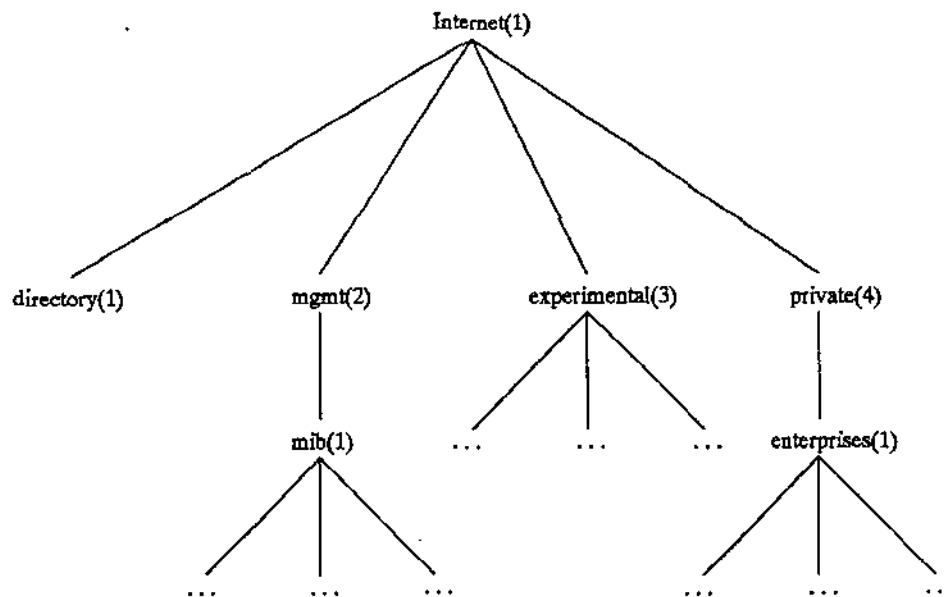 Internet(1)
directory(1) mgmt(2) experimental(3) private(4)
mib(1) ... ... ... enterprises(1)
... ... ... ... ... ..